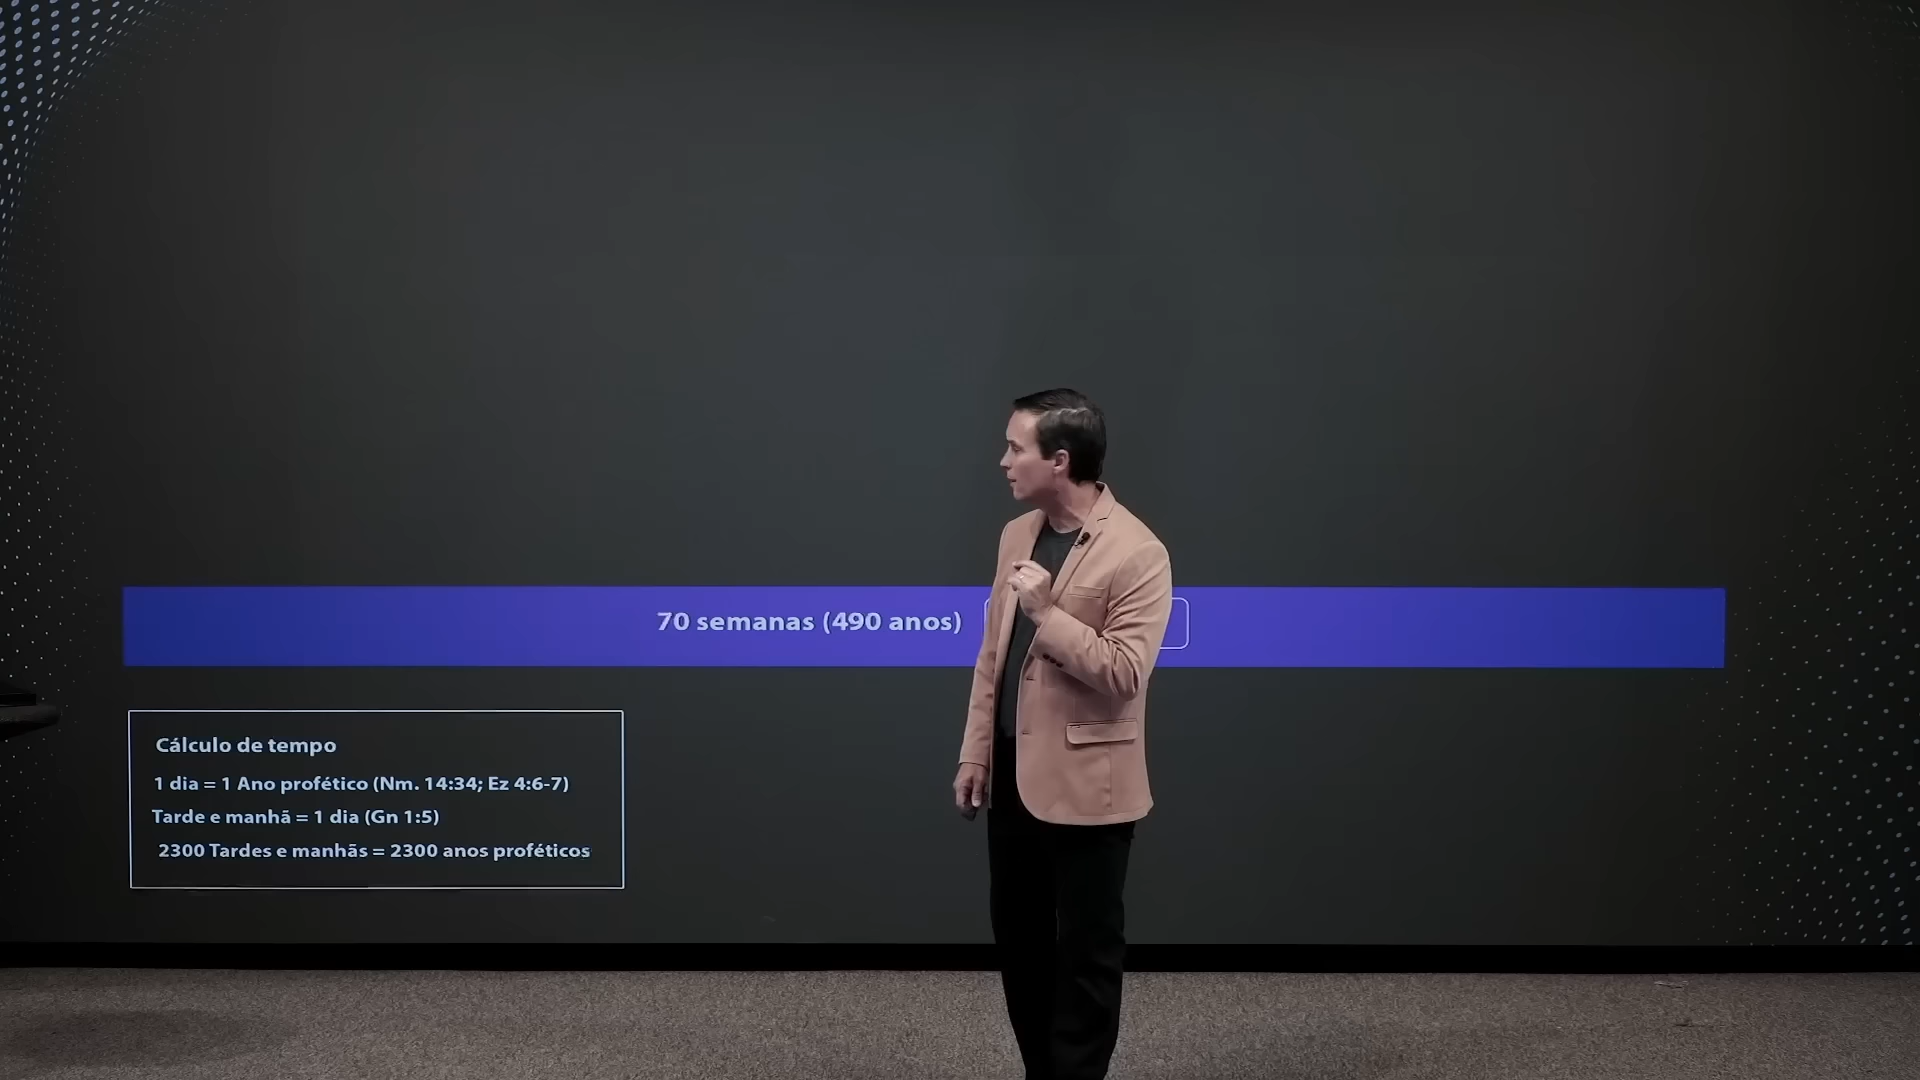 70 semanas (490 anos)
Cálculo de tempo
1 dia = 1 Ano profético (Nm. 14:34; Ez 4:6-7)
Tarde e manhã = 1 dia (Gn 1:5)
2300 Tardes e manhãs = 2300 anos proféticos